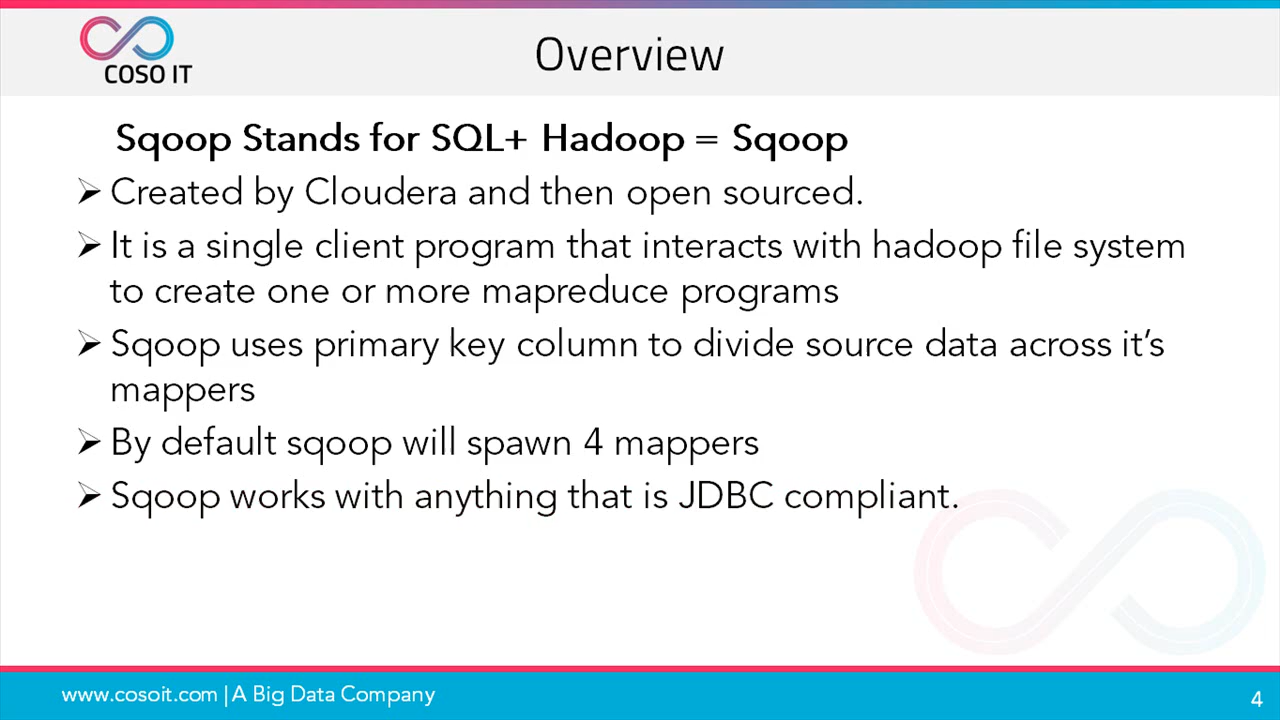 COSO IT
Overview
Sqoop Stands for SQL+ Hadoop = Sqoop
➢ Created by Cloudera and then open sourced.
➢ It is a single client program that interacts with hadoop file system
to create one or more mapreduce programs
➢ Sqoop uses primary key column to divide source data across it’s
mappers
➢ By default sqoop will spawn 4 mappers
➢ Sqoop works with anything that is JDBC compliant.
www.cosoit.com | A Big Data Company
4